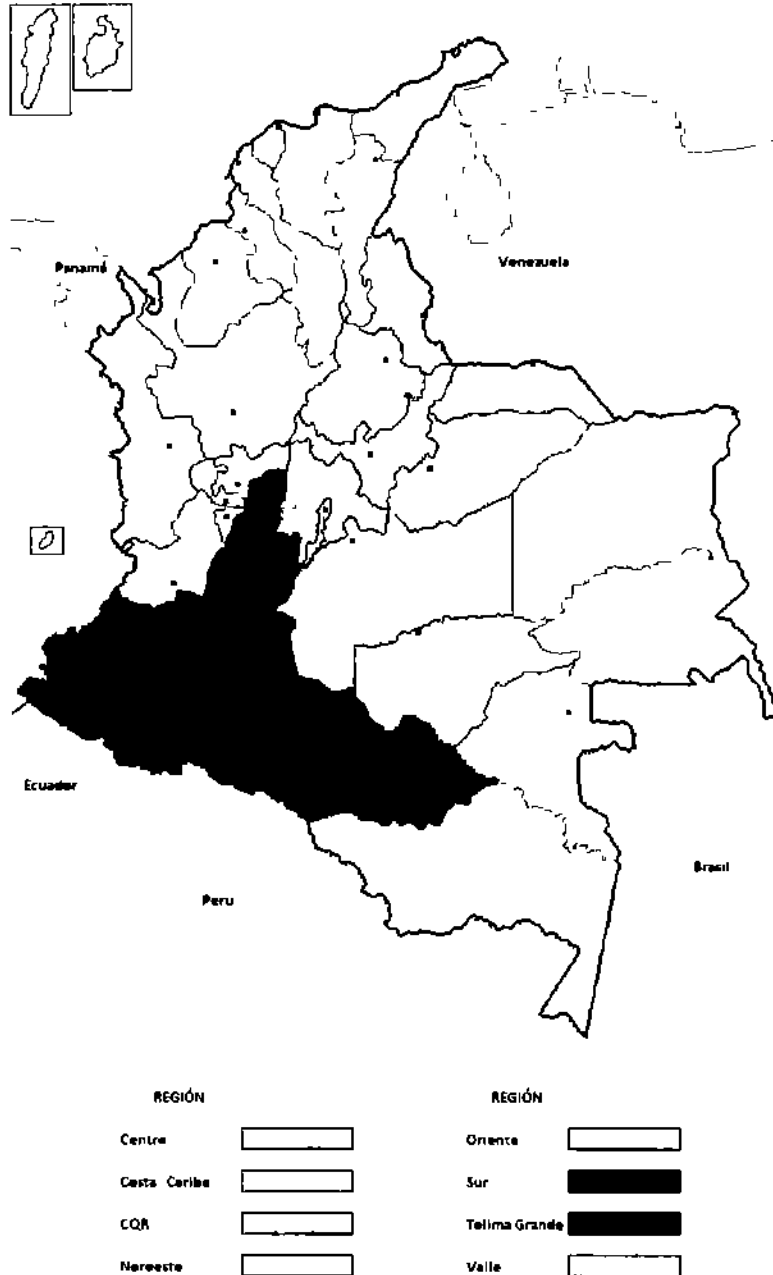 Panamá
Venezuela
Ecuador
Peru
Brasil
REGIÓN
Centro
Costa Caribe
CQR
Noroeste
REGIÓN
Oriente
Sur
Tolima Grande
Valle